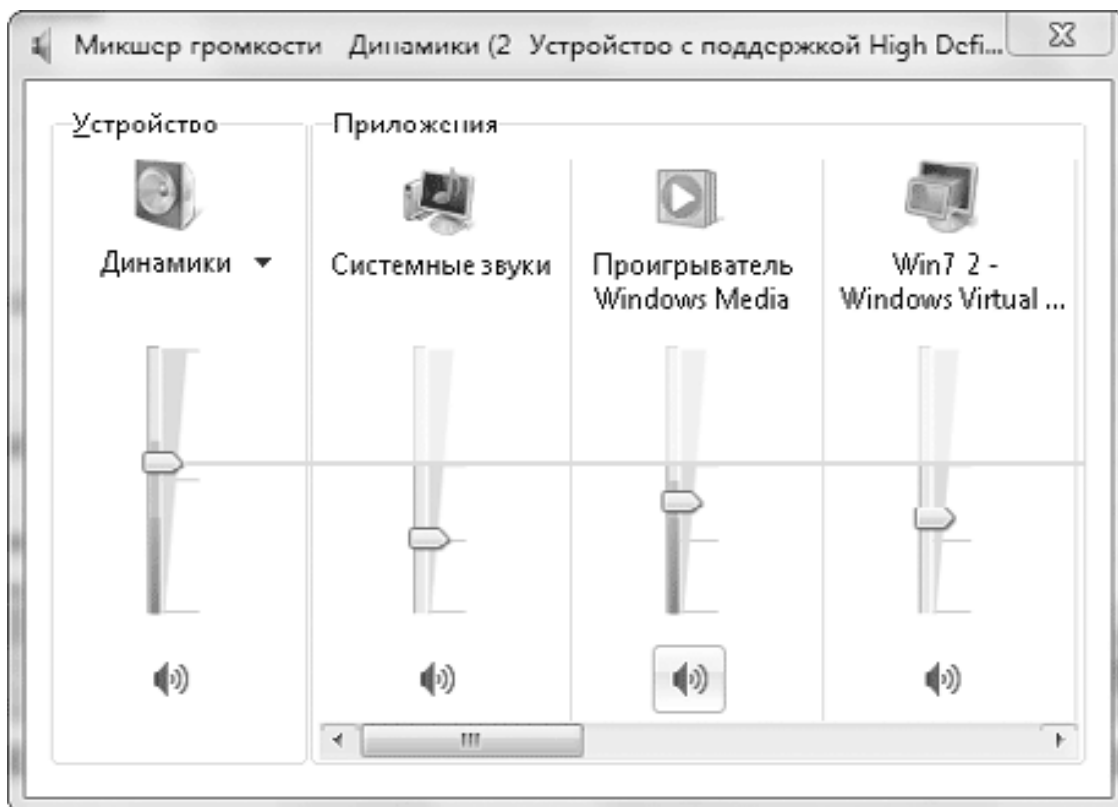 Микшер громкости Динамики (2 Устройство с поддержкой High Defi...
Устройство
Приложения
Динамики
Системные звуки
Проигрыватель
Windows Media
Win7 2 -
Windows Virtual ...